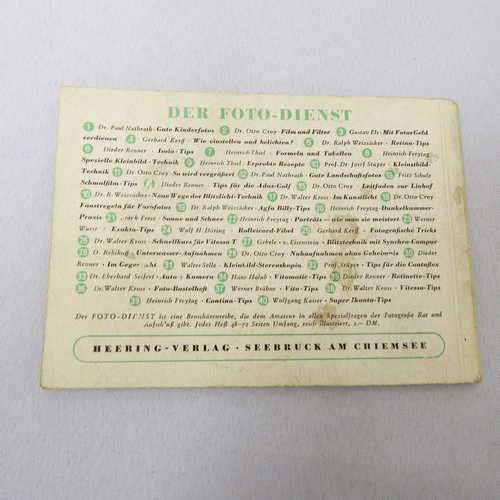 DER FOTO-DIENST
1 Dr. Paul Nathrath · Gute Kinderfotos 2 Dr. Otto Croy · Film und Filter 3 Gustav Els · Mit Foto Geld
verdienen 4 Gerhard Kerff · Wie einstellen und belichten? 5 Dr. Ralph Weizsäcker · Retina-Tips
6 Dieder Renner · Isola-Tips 7 Heinrich Thal · Formeln und Tabellen 8 Heinrich Freytag
Spezielle Kleinbild-Technik 9 Heinrich Thal · Erprobte Rezepte 10 Prof. Dr. Josef Stüper · Kleinstbild-
Technik 11 Dr. Otto Croy · So wird vergrößert 12 Dr. Paul Nathrath · Gute Landschaftsfotos 13 Fritz Schulz
Schmalfilm-Tips 14 Dieder Renner · Tips für die Adox-Golf 15 Dr. Otto Croy · Leitfaden zur Linhof
16 Dr. R. Weizsäcker · Neue Wege der Blitzlicht-Technik 17 Dr. Walter Kross · Im Kunstlicht 18 Dr. Otto Croy
Faustregeln für Farbfotos 19 Dr. Ralph Weizsäcker · Agfa Billy-Tips 20 Heinrich Freytag · Dunkelkammer-
Praxis 21 Frerk · Sonne und Schnee 22 Heinrich Freytag · Porträts – wie man sie meistert 23 Werner
Wurst · Exakta-Tips 24 Wolf H. Döring · Rolleicord-Fibel 25 Gerhard Kerff · Fotografische Tricks
26 Dr. Walter Kross · Schnellkurs für Vitessa T 27 Gebele v. Eisenstein · Blitztechnik mit Synchro-Compur
28 D. Rebikoff · Unterwasser-Aufnahmen 29 Dr. Otto Croy · Nahaufnahmen ohne Geheimnis 30 Dieder
Renner · Im Gegenlicht 31 Walter Selle · Kleinbild-Stereoskopie 32 Prof. Stüper · Tips für die Contaflex
33 Dr. Eberhard Seifert · Auto · Kamera 34 Hans Haluš · Vitomatic-Tips 35 Dieder Renner · Retinette-Tips
36 Dr. Walter Kross · Foto-Bastelheft 37 Werner Brähms · Vito-Tips 38 Dr. Walter Kross · Vitessa-Tips
39 Heinrich Freytag · Contina-Tips 40 Wolfgang Kaiser · Super Ikonta-Tips
Der FOTO-DIENST ist eine Broschürenreihe, die dem Amateur in allen Spezialfragen der Fotografie Rat und
Aufschluß gibt. Jedes Heft 48–72 Seiten Umfang, reich illustriert, 2.– DM.
HEERING-VERLAG · SEEBRUCK AM CHIEMSEE